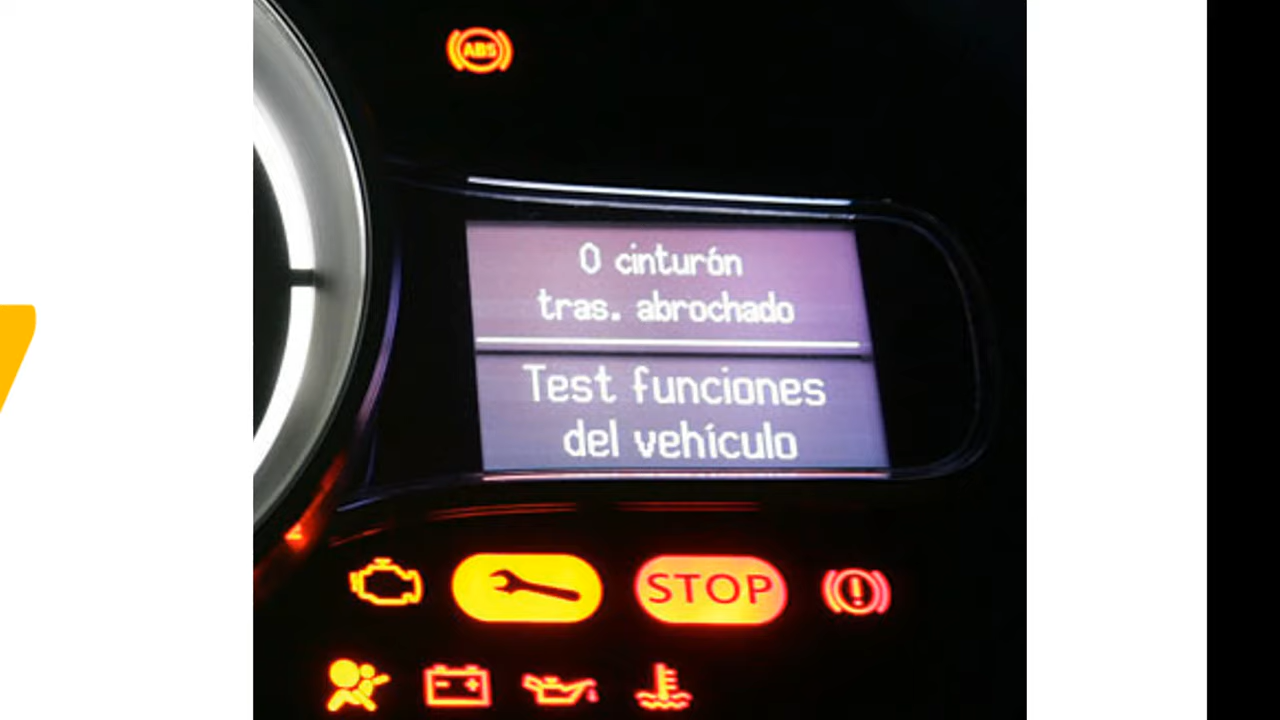 ABS
0 cinturón
tras. abrochado
Test funciones
del vehículo
STOP